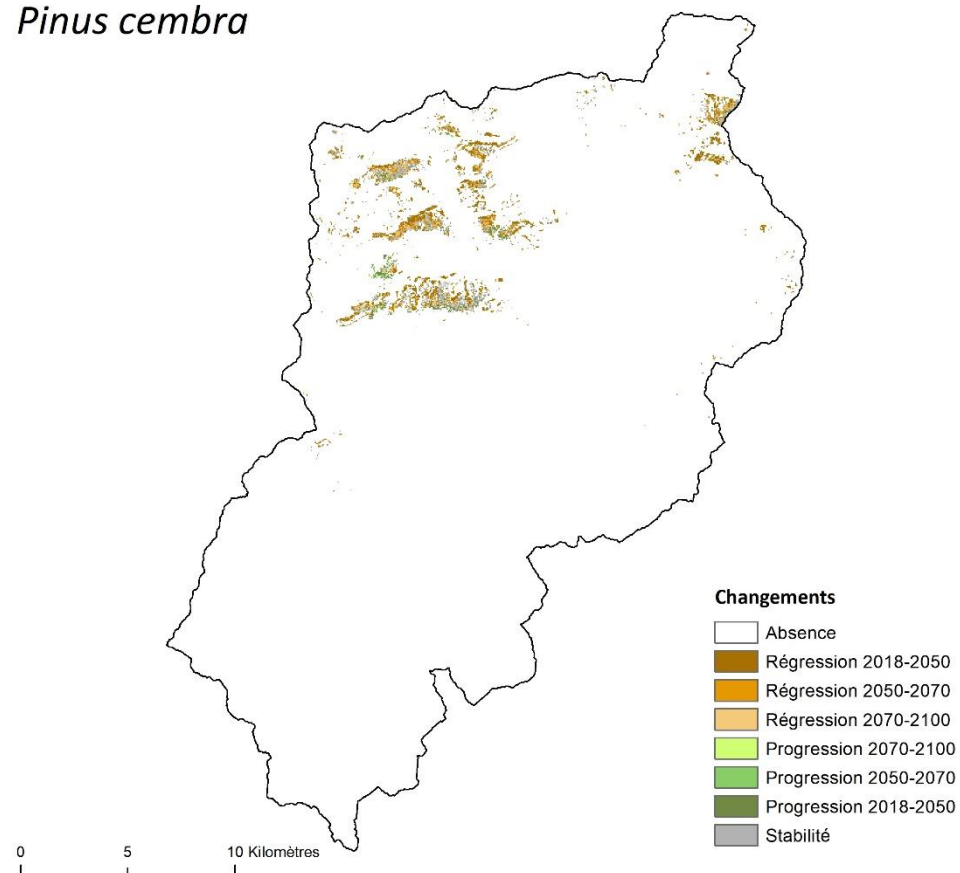 Pinus cembra
Changements
Absence
Régression 2018-2050
Régression 2050-2070
Régression 2070-2100
Progression 2070-2100
Progression 2050-2070
Progression 2018-2050
Stabilité
0 5 10 Kilomètres